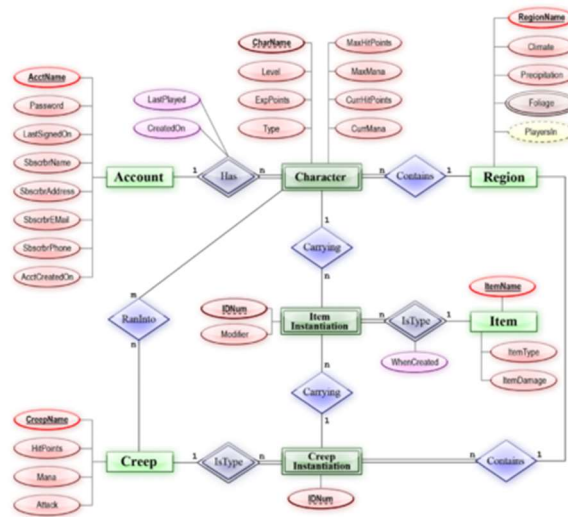 RegionName
CharName
MaxHitPoints
Climate
AcctName
Level
MaxMana
Precipitation
Password
LastPlayed
ExpPoints
CurrHitPoints
Foliage
LastSignedOn
CreatedOn
Type
CurrMana
PlayersIn
SbscrbrName
Account
1
Has
n
Character
n
Contains
1
Region
SbscrbrAddress
SbscrbrEMail
1
SbscrbrPhone
Carrying
AcctCreatedOn
n
ItemName
m
IDNum
RanInto
Item
Instantiation
n
IsType
1
Item
Modifier
n
n
WhenCreated
ItemType
Carrying
ItemDamage
CreepName
1
HitPoints
Creep
1
IsType
n
Creep
Instantiation
n
Contains
1
Mana
Attack
IDNum